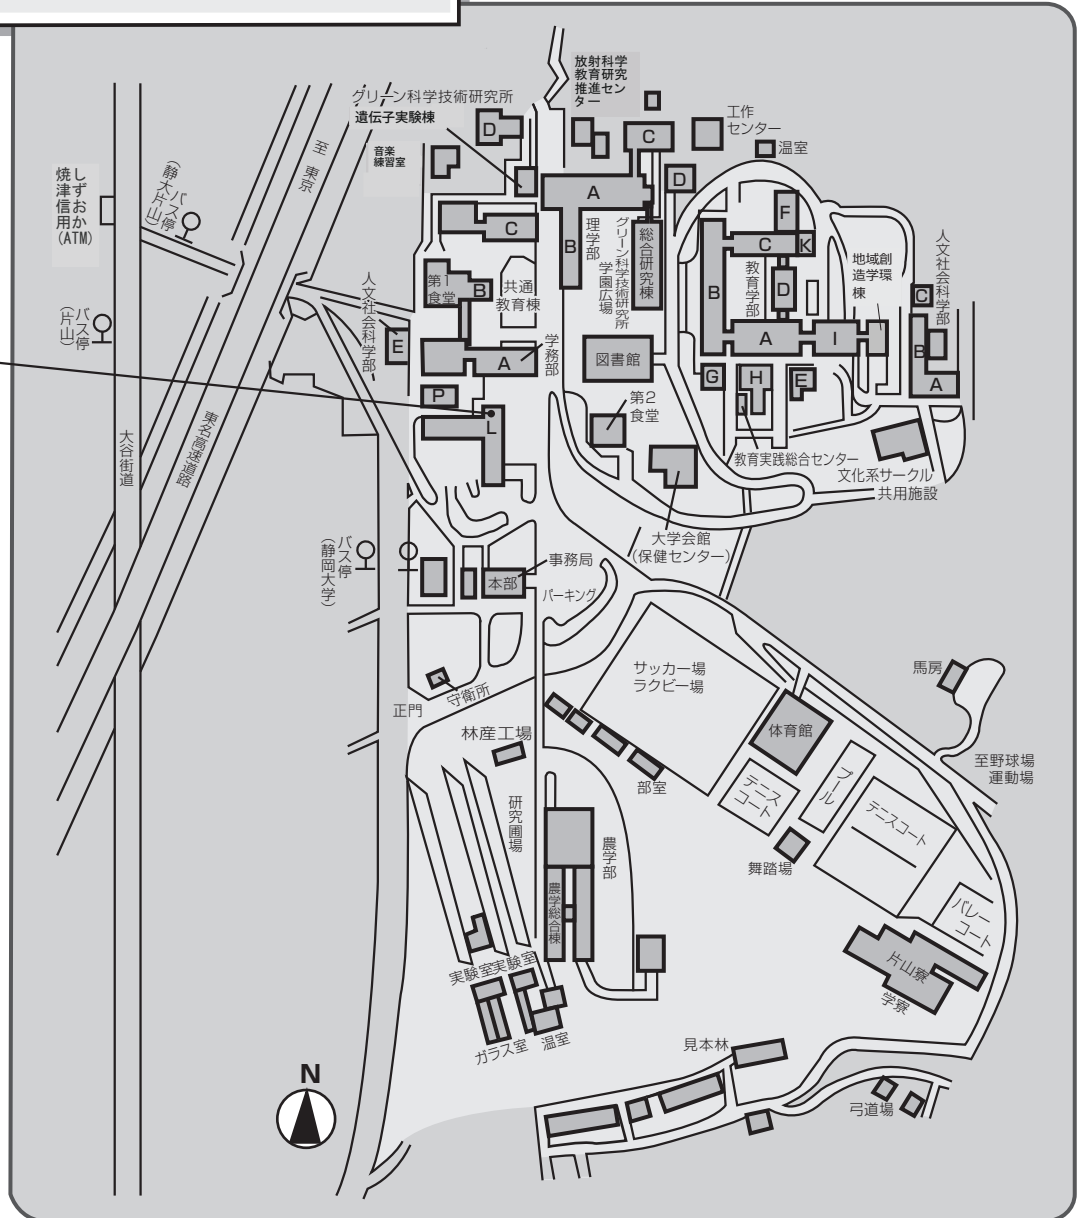 放射科学
教育研究
推進セン
ター
グリーン科学技術研究所
遺伝子実験棟
工作
センター
温室
音楽
練習室
D
C
D
A
B
C
至 東京
しずおか
焼津信用
(ATM)
バス停
(静大片山)
バス停
(片山)
理学部
グリーン科学技術研究所
総合研究棟
学園広場
F
C
K
B
教育学部
D
地域創
造学環
棟
人文社会科学部
C
B
A
第1
食堂
B
共通
教育棟
人文社会科学部
E
学務部
A
図書館
A
I
G
H
E
P
L
第2
食堂
教育実践総合センター
文化系サークル
共用施設
大学会館
(保健センター)
大谷街道
東名高速道路
バス停
(静岡大学)
事務局
本部
パーキング
サッカー場
ラクビー場
馬房
守衛所
正門
体育館
林産工場
至野球場
運動場
部室
テニス
コート
プール
テニスコート
研究圃場
農学部
舞踏場
バレー
コート
農学総合棟
片山寮
学寮
実験室
実験室
ガラス室
温室
見本林
弓道場
N